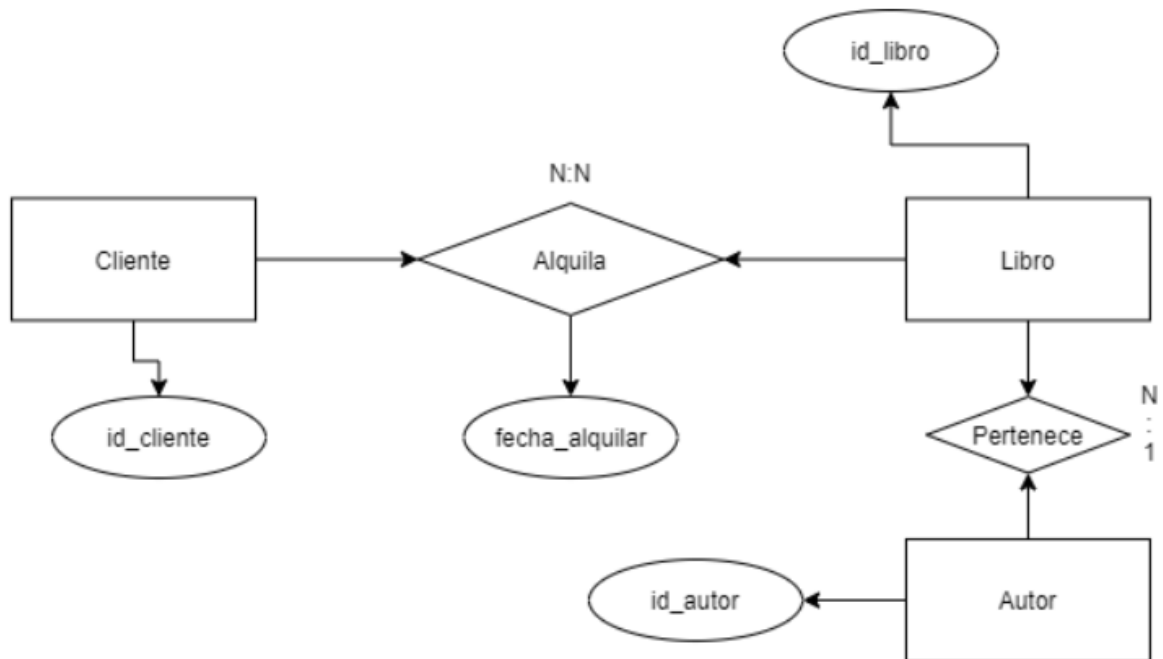 id_libro
N:N
Cliente
Alquila
Libro
id_cliente
fecha_alquilar
Pertenece
N
:
1
id_autor
Autor